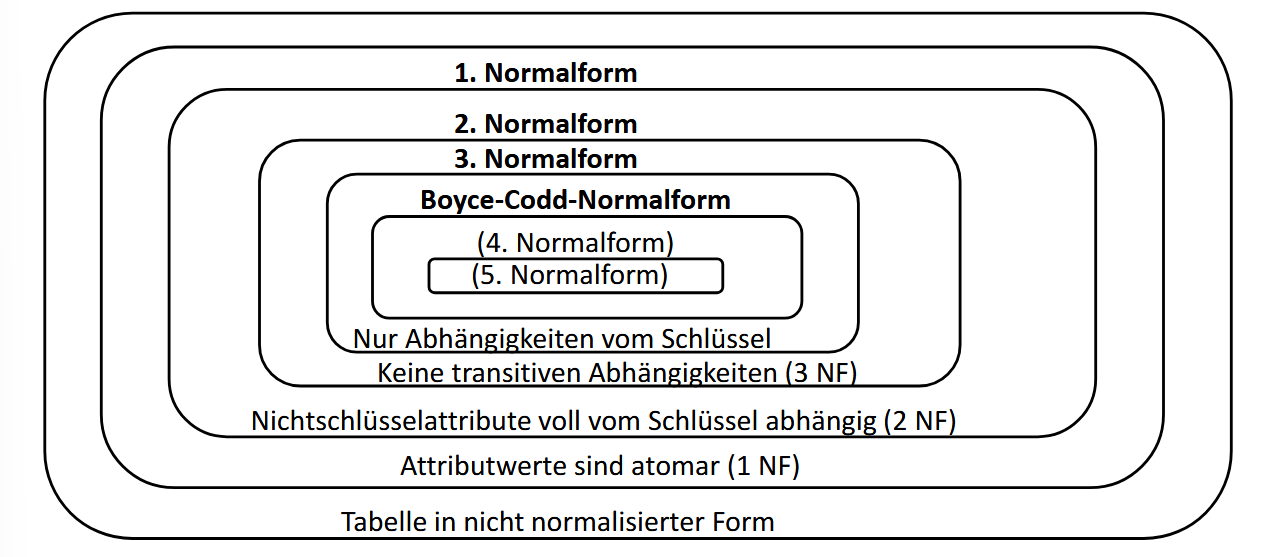 1. Normalform
2. Normalform
3. Normalform
Boyce-Codd-Normalform
(4. Normalform)
(5. Normalform)
Nur Abhängigkeiten vom Schlüssel
Keine transitiven Abhängigkeiten (3 NF)
Nichtschlüsselattribute voll vom Schlüssel abhängig (2 NF)
Attributwerte sind atomar (1 NF)
Tabelle in nicht normalisierter Form